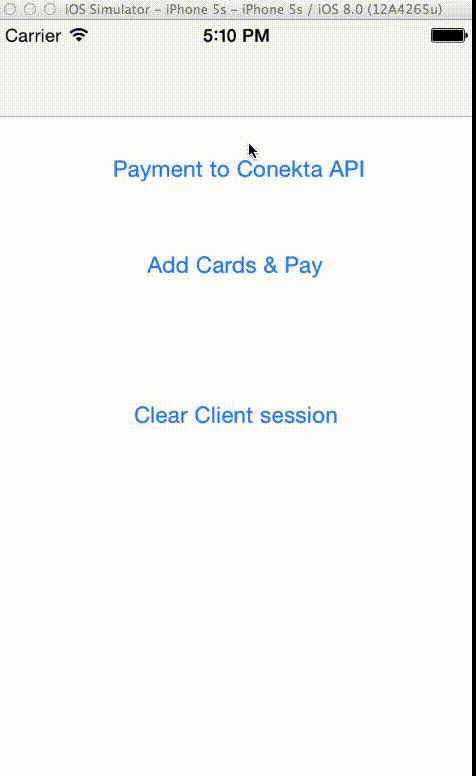 iOS Simulator - iPhone 5s - iPhone 5s / iOS 8.0 (12A4265u)
Carrier 5:10 PM
Payment to Conekta API
Add Cards & Pay
Clear Client session